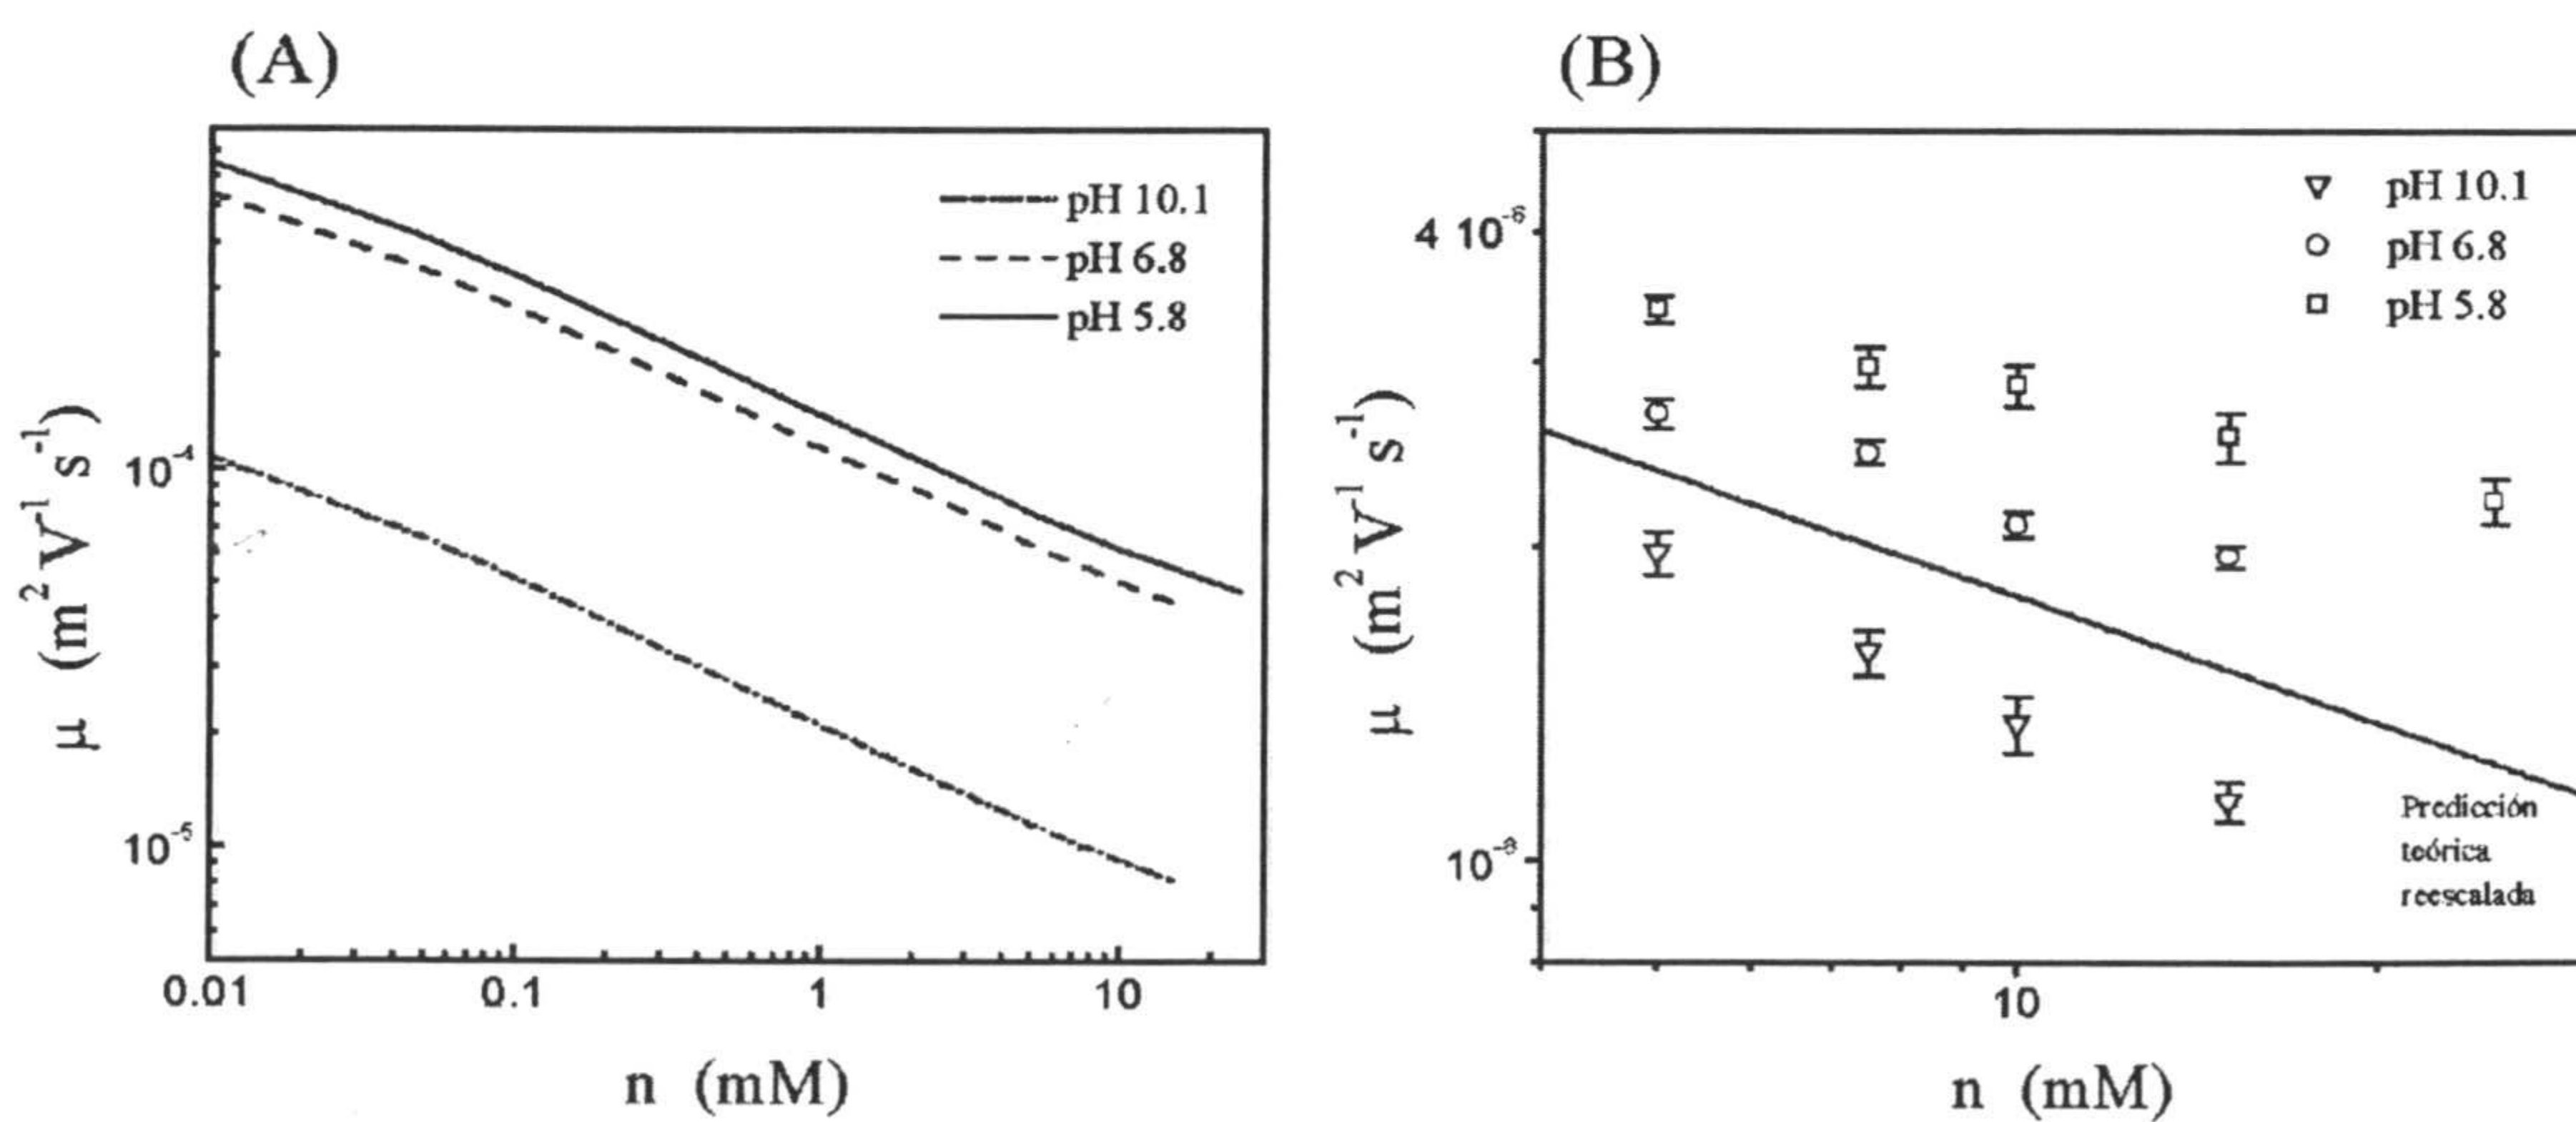 (A)
pH 10.1
pH 6.8
pH 5.8
μ (m² V⁻¹ s⁻¹)
10⁻⁴
10⁻⁵
0.01 0.1 1 10
n (mM)
(B)
pH 10.1
pH 6.8
pH 5.8
μ (m² V⁻¹ s⁻¹)
4 10
10
Predicción
teórica
reescalada
10
n (mM)